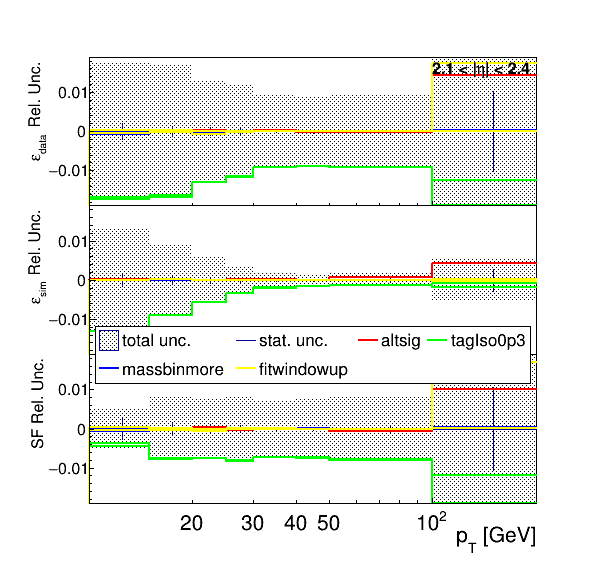 2.1 < |η| < 2.4
ε_data Rel. Unc.
0.01
0
−0.01
ε_sim Rel. Unc.
0.01
0
−0.01
total unc. stat. unc. altsig tagIso0p3
massbinmore fitwindowup
SF Rel. Unc.
0.01
0
−0.01
20 30 40 50 10²
p_T [GeV]